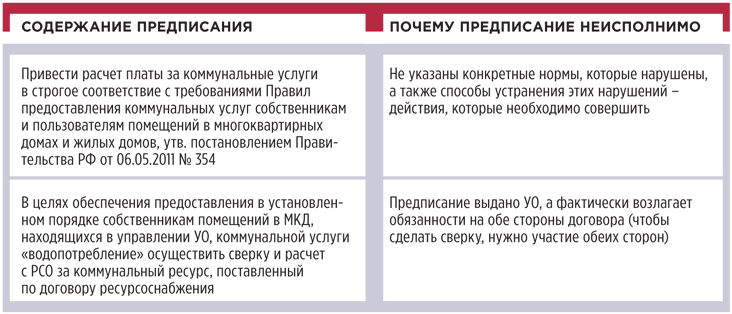 СОДЕРЖАНИЕ ПРЕДПИСАНИЯ
ПОЧЕМУ ПРЕДПИСАНИЕ НЕИСПОЛНИМО
Привести расчет платы за коммунальные услуги
в строгое соответствие с требованиями Правил
предоставления коммунальных услуг собственникам
и пользователям помещений в многоквартирных
домах и жилых домов, утв. постановлением Прави-
тельства РФ от 06.05.2011 № 354
Не указаны конкретные нормы, которые нарушены,
а также способы устранения этих нарушений –
действия, которые необходимо совершить
В целях обеспечения предоставления в установлен-
ном порядке собственникам помещений в МКД,
находящихся в управлении УО, коммунальной услуги
«водопотребление» осуществить сверку и расчет
с РСО за коммунальный ресурс, поставленный
по договору ресурсоснабжения
Предписание выдано УО, а фактически возлагает
обязанности на обе стороны договора (чтобы
сделать сверку, нужно участие обеих сторон)